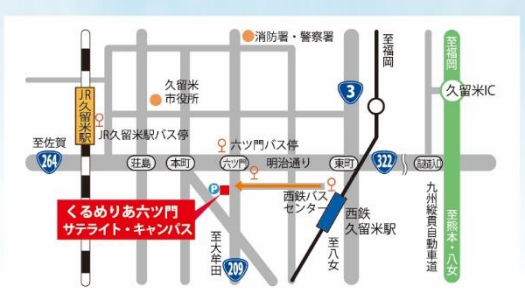 消防署・警察署
至福岡
至福岡
3
久留米
市役所
久留米IC
JR久留米駅
JR久留米駅バス停
六ツ門バス停
至佐賀
264
荘島
本町
六ツ門
明治通り
東町
322
P
西鉄バス
センター
くるめりあ六ツ門
サテライト・キャンパス
西鉄
久留米駅
九州縦貫自動車道
至熊本・八女
至大牟田
209
至八女